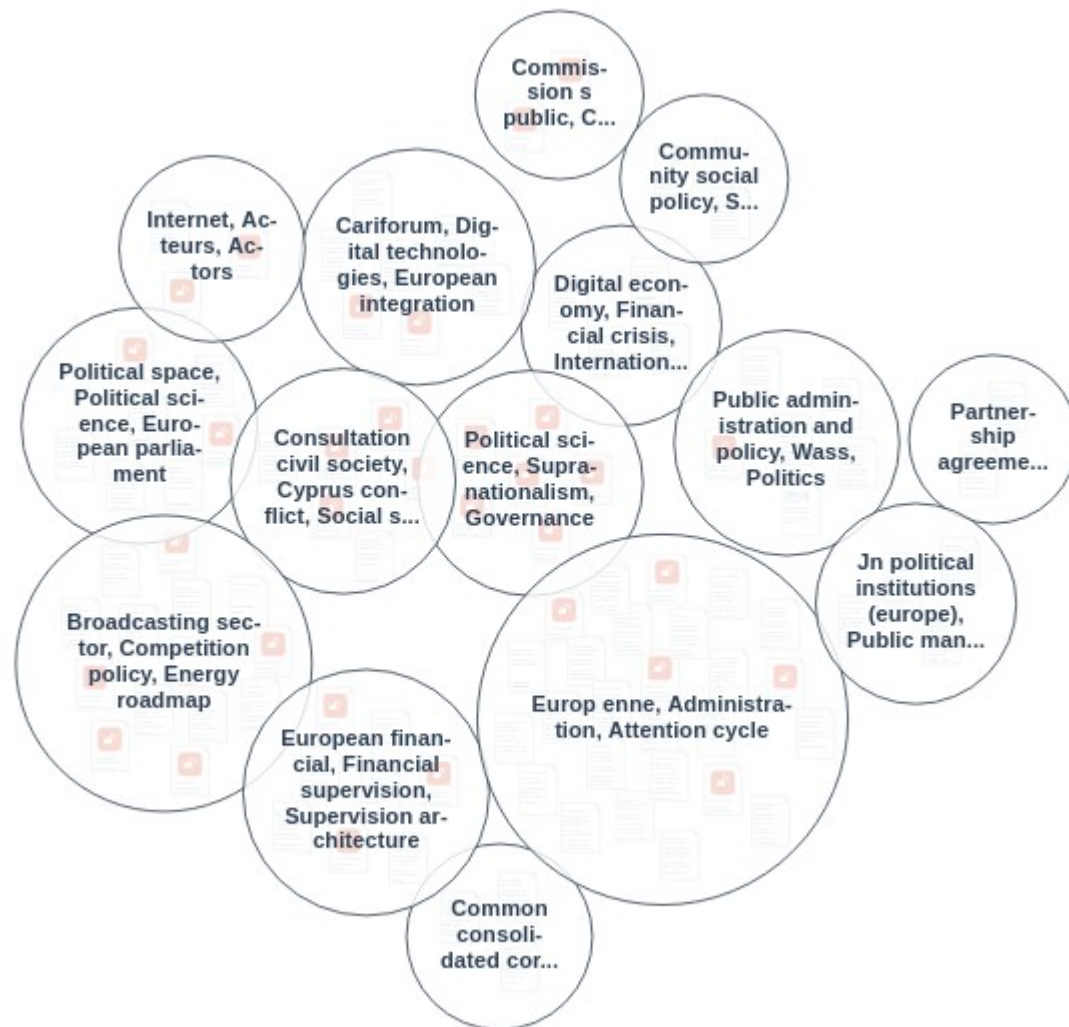 Commis-
sion s
public, C...
Commu-
nity social
policy, S...
Internet, Ac-
teurs, Ac-
tors
Cariforum, Dig-
ital technolo-
gies, European
integration
Digital econ-
omy, Finan-
cial crisis,
Internation...
Political space,
Political sci-
ence, Euro-
pean parlia-
ment
Consultation
civil society,
Cyprus con-
flict, Social s...
Political sci-
ence, Supra-
nationalism,
Governance
Public admin-
istration and
policy, Wass,
Politics
Partner-
ship
agreeme...
Jn political
institutions
(europe),
Public man...
Broadcasting sec-
tor, Competition
policy, Energy
roadmap
European finan-
cial, Financial
supervision,
Supervision ar-
chitecture
Europ enne, Administra-
tion, Attention cycle
Common
consoli-
dated cor...